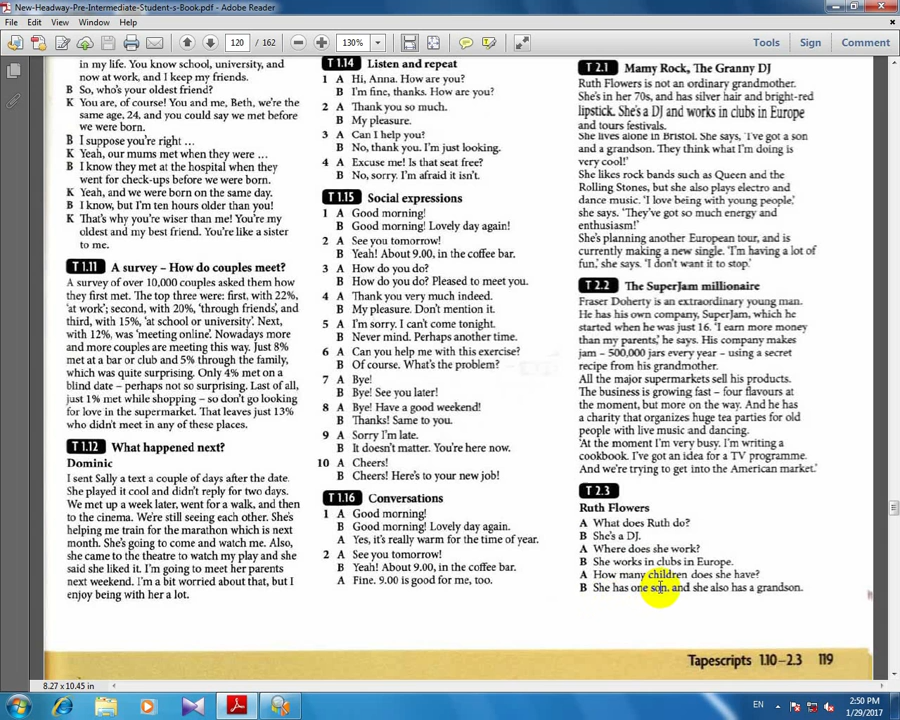 New-Headway-Pre-Intermediate-Student-s-Book.pdf - Adobe Reader
File Edit View Window Help
120 / 162 130% Tools Sign Comment
in my life. You know school, university, and
now at work, and I keep my friends.
B So, who's your oldest friend?
K You are, of course! You and me, Beth, we're the
same age, 24, and you could say we met before
we were born.
B I suppose you're right ...
K Yeah, our mums met when they were ...
B I know they met at the hospital when they
went for check-ups before we were born.
K Yeah, and we were born on the same day.
B I know, but I'm ten hours older than you!
K That's why you're wiser than me! You're my
oldest and my best friend. You're like a sister
to me.
T 1.11 A survey – How do couples meet?
A survey of over 10,000 couples asked them how
they first met. The top three were: first, with 22%,
'at work'; second, with 20%, 'through friends'; and
third, with 15%, 'at school or university'. Next,
with 12%, was 'meeting online'. Nowadays more
and more couples are meeting this way. Just 8%
met at a bar or club and 5% through the family,
which was quite surprising. Only 4% met on a
blind date – perhaps not so surprising. Last of all,
just 1% met while shopping – so don't go looking
for love in the supermarket. That leaves just 13%
who didn't meet in any of these places.
T 1.12 What happened next?
Dominic
I sent Sally a text a couple of days after the date.
She played it cool and didn't reply for two days.
We met up a week later, went for a walk, and then
to the cinema. We're still seeing each other. She's
helping me train for the marathon which is next
month. She's going to come and watch me. Also,
she came to the theatre to watch my play and she
said she liked it. I'm going to meet her parents
next weekend. I'm a bit worried about that, but I
enjoy being with her a lot.
T 1.14 Listen and repeat
1 A Hi, Anna. How are you?
B I'm fine, thanks. How are you?
2 A Thank you so much.
B My pleasure.
3 A Can I help you?
B No, thank you. I'm just looking.
4 A Excuse me! Is that seat free?
B No, sorry. I'm afraid it isn't.
T 1.15 Social expressions
1 A Good morning!
B Good morning! Lovely day again!
2 A See you tomorrow!
B Yeah! About 9.00, in the coffee bar.
3 A How do you do?
B How do you do? Pleased to meet you.
4 A Thank you very much indeed.
B My pleasure. Don't mention it.
5 A I'm sorry. I can't come tonight.
B Never mind. Perhaps another time.
6 A Can you help me with this exercise?
B Of course. What's the problem?
7 A Bye!
B Bye! See you later!
8 A Bye! Have a good weekend!
B Thanks! Same to you.
9 A Sorry I'm late.
B It doesn't matter. You're here now.
10 A Cheers!
B Cheers! Here's to your new job!
T 1.16 Conversations
1 A Good morning!
B Good morning! Lovely day again.
A Yes, it's really warm for the time of year.
2 A See you tomorrow!
B Yeah! About 9.00, in the coffee bar.
A Fine. 9.00 is good for me, too.
T 2.1 Mamy Rock, The Granny DJ
Ruth Flowers is not an ordinary grandmother.
She's in her 70s, and has silver hair and bright-red
lipstick. She's a DJ and works in clubs in Europe
and tours festivals.
She lives alone in Bristol. She says, 'I've got a son
and a grandson. They think what I'm doing is
very cool!'
She likes rock bands such as Queen and the
Rolling Stones, but she also plays electro and
dance music. 'I love being with young people,'
she says. 'They've got so much energy and
enthusiasm!'
She's planning another European tour, and is
currently making a new single. 'I'm having a lot of
fun,' she says. 'I don't want it to stop.'
T 2.2 The SuperJam millionaire
Fraser Doherty is an extraordinary young man.
He has his own company, SuperJam, which he
started when he was just 16. 'I earn more money
than my parents,' he says. His company makes
jam – 500,000 jars every year – using a secret
recipe from his grandmother.
All the major supermarkets sell his products.
The business is growing fast – four flavours at
the moment, but more on the way. And he has
a charity that organizes huge tea parties for old
people with live music and dancing.
'At the moment I'm very busy. I'm writing a
cookbook. I've got an idea for a TV programme.
And we're trying to get into the American market.'
T 2.3
Ruth Flowers
A What does Ruth do?
B She's a DJ.
A Where does she work?
B She works in clubs in Europe.
A How many children does she have?
B She has one son. and she also has a grandson.
Tapescripts 1.10–2.3 119
8.27 x 10.45 in
EN
2:50 PM
1/29/2017